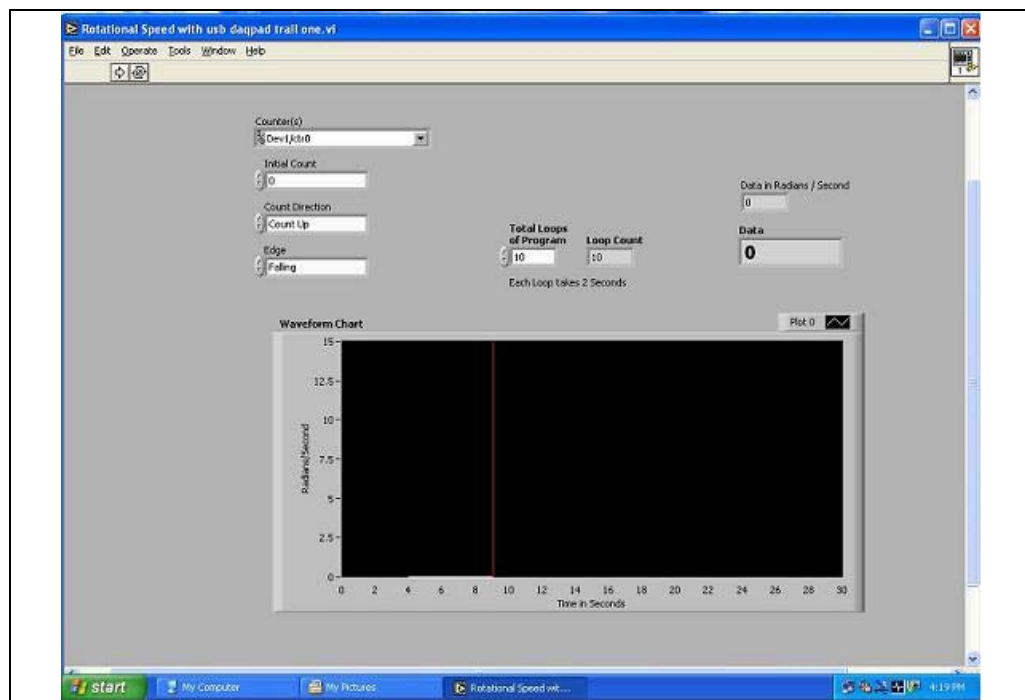 Rotational Speed with usb daqpad trail one.vi
File Edit Operate Tools Window Help
1
Counter(s)
Dev1/ctr0
Initial Count
0
Count Direction
Count Up
Edge
Falling
Total Loops
of Program
10
Loop Count
10
Each Loop takes 2 Seconds
Data in Radians / Second
0
Data
0
Waveform Chart
Plot 0
15
12.5
10
7.5
5
2.5
0
Radians/Second
0 2 4 6 8 10 12 14 16 18 20 22 24 26 28 30
Time in Seconds
start My Computer My Pictures Rotational Speed wit... 4:19 PM